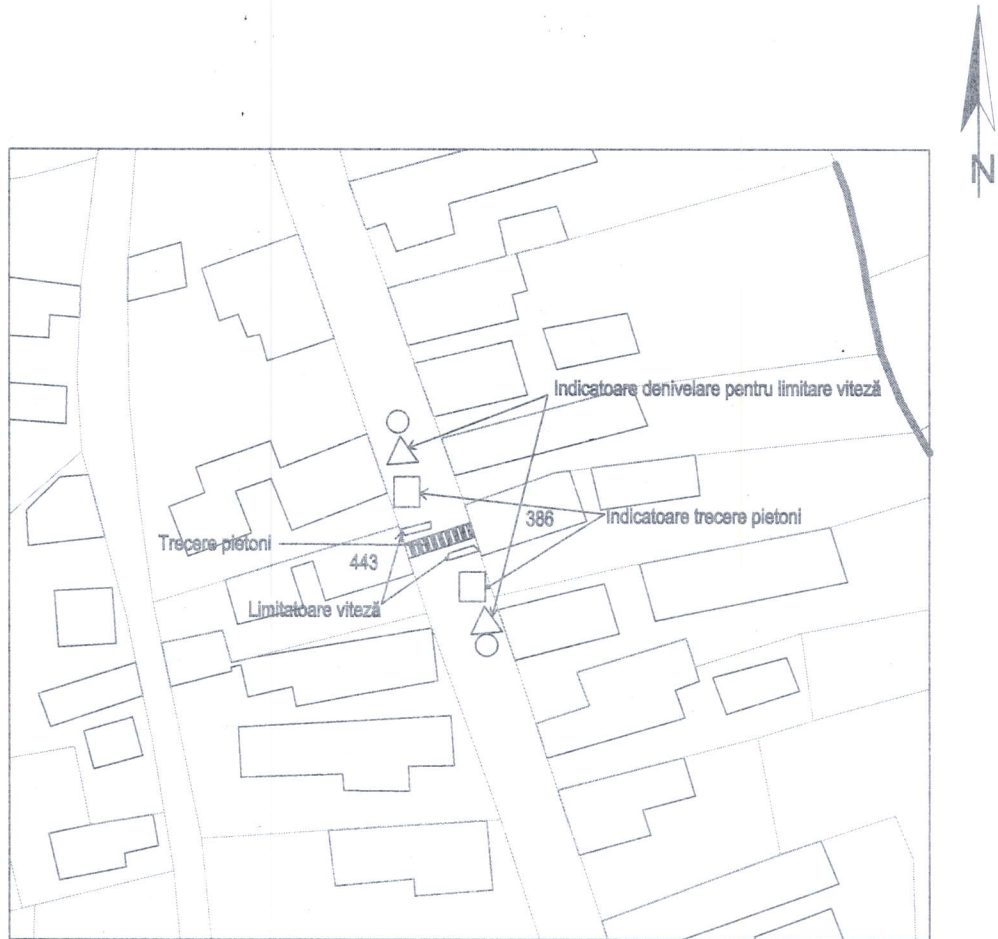 N
Indicatoare denivelare pentru limitare viteză
386
Indicatoare trecere pietoni
Trecere pietoni
443
Limitatoare viteză